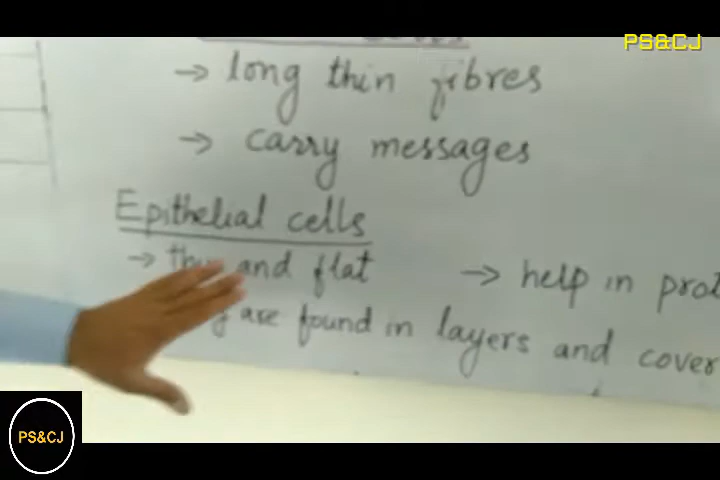 PS&CJ
→ long thin fibres
→ carry messages
Epithelial cells
→ thin and flat → help in
are found in layers and cover
PS&CJ